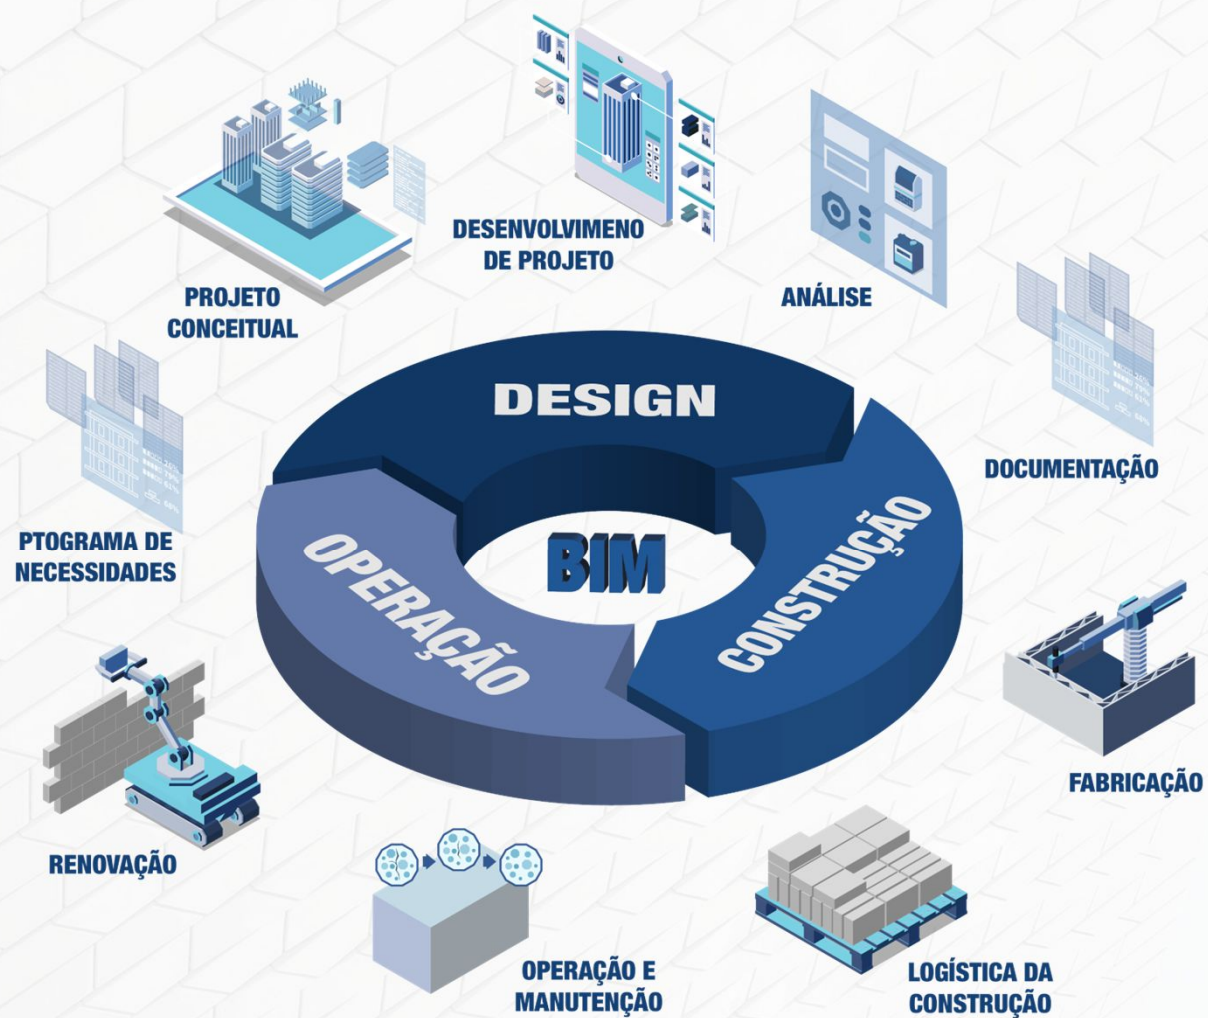 DESENVOLVIMENO
DE PROJETO
PROJETO
CONCEITUAL
ANÁLISE
DESIGN
DOCUMENTAÇÃO
PTOGRAMA DE
NECESSIDADES
BIM
OPERAÇÃO
CONSTRUÇÃO
FABRICAÇÃO
RENOVAÇÃO
OPERAÇÃO E
MANUTENÇÃO
LOGÍSTICA DA
CONSTRUÇÃO